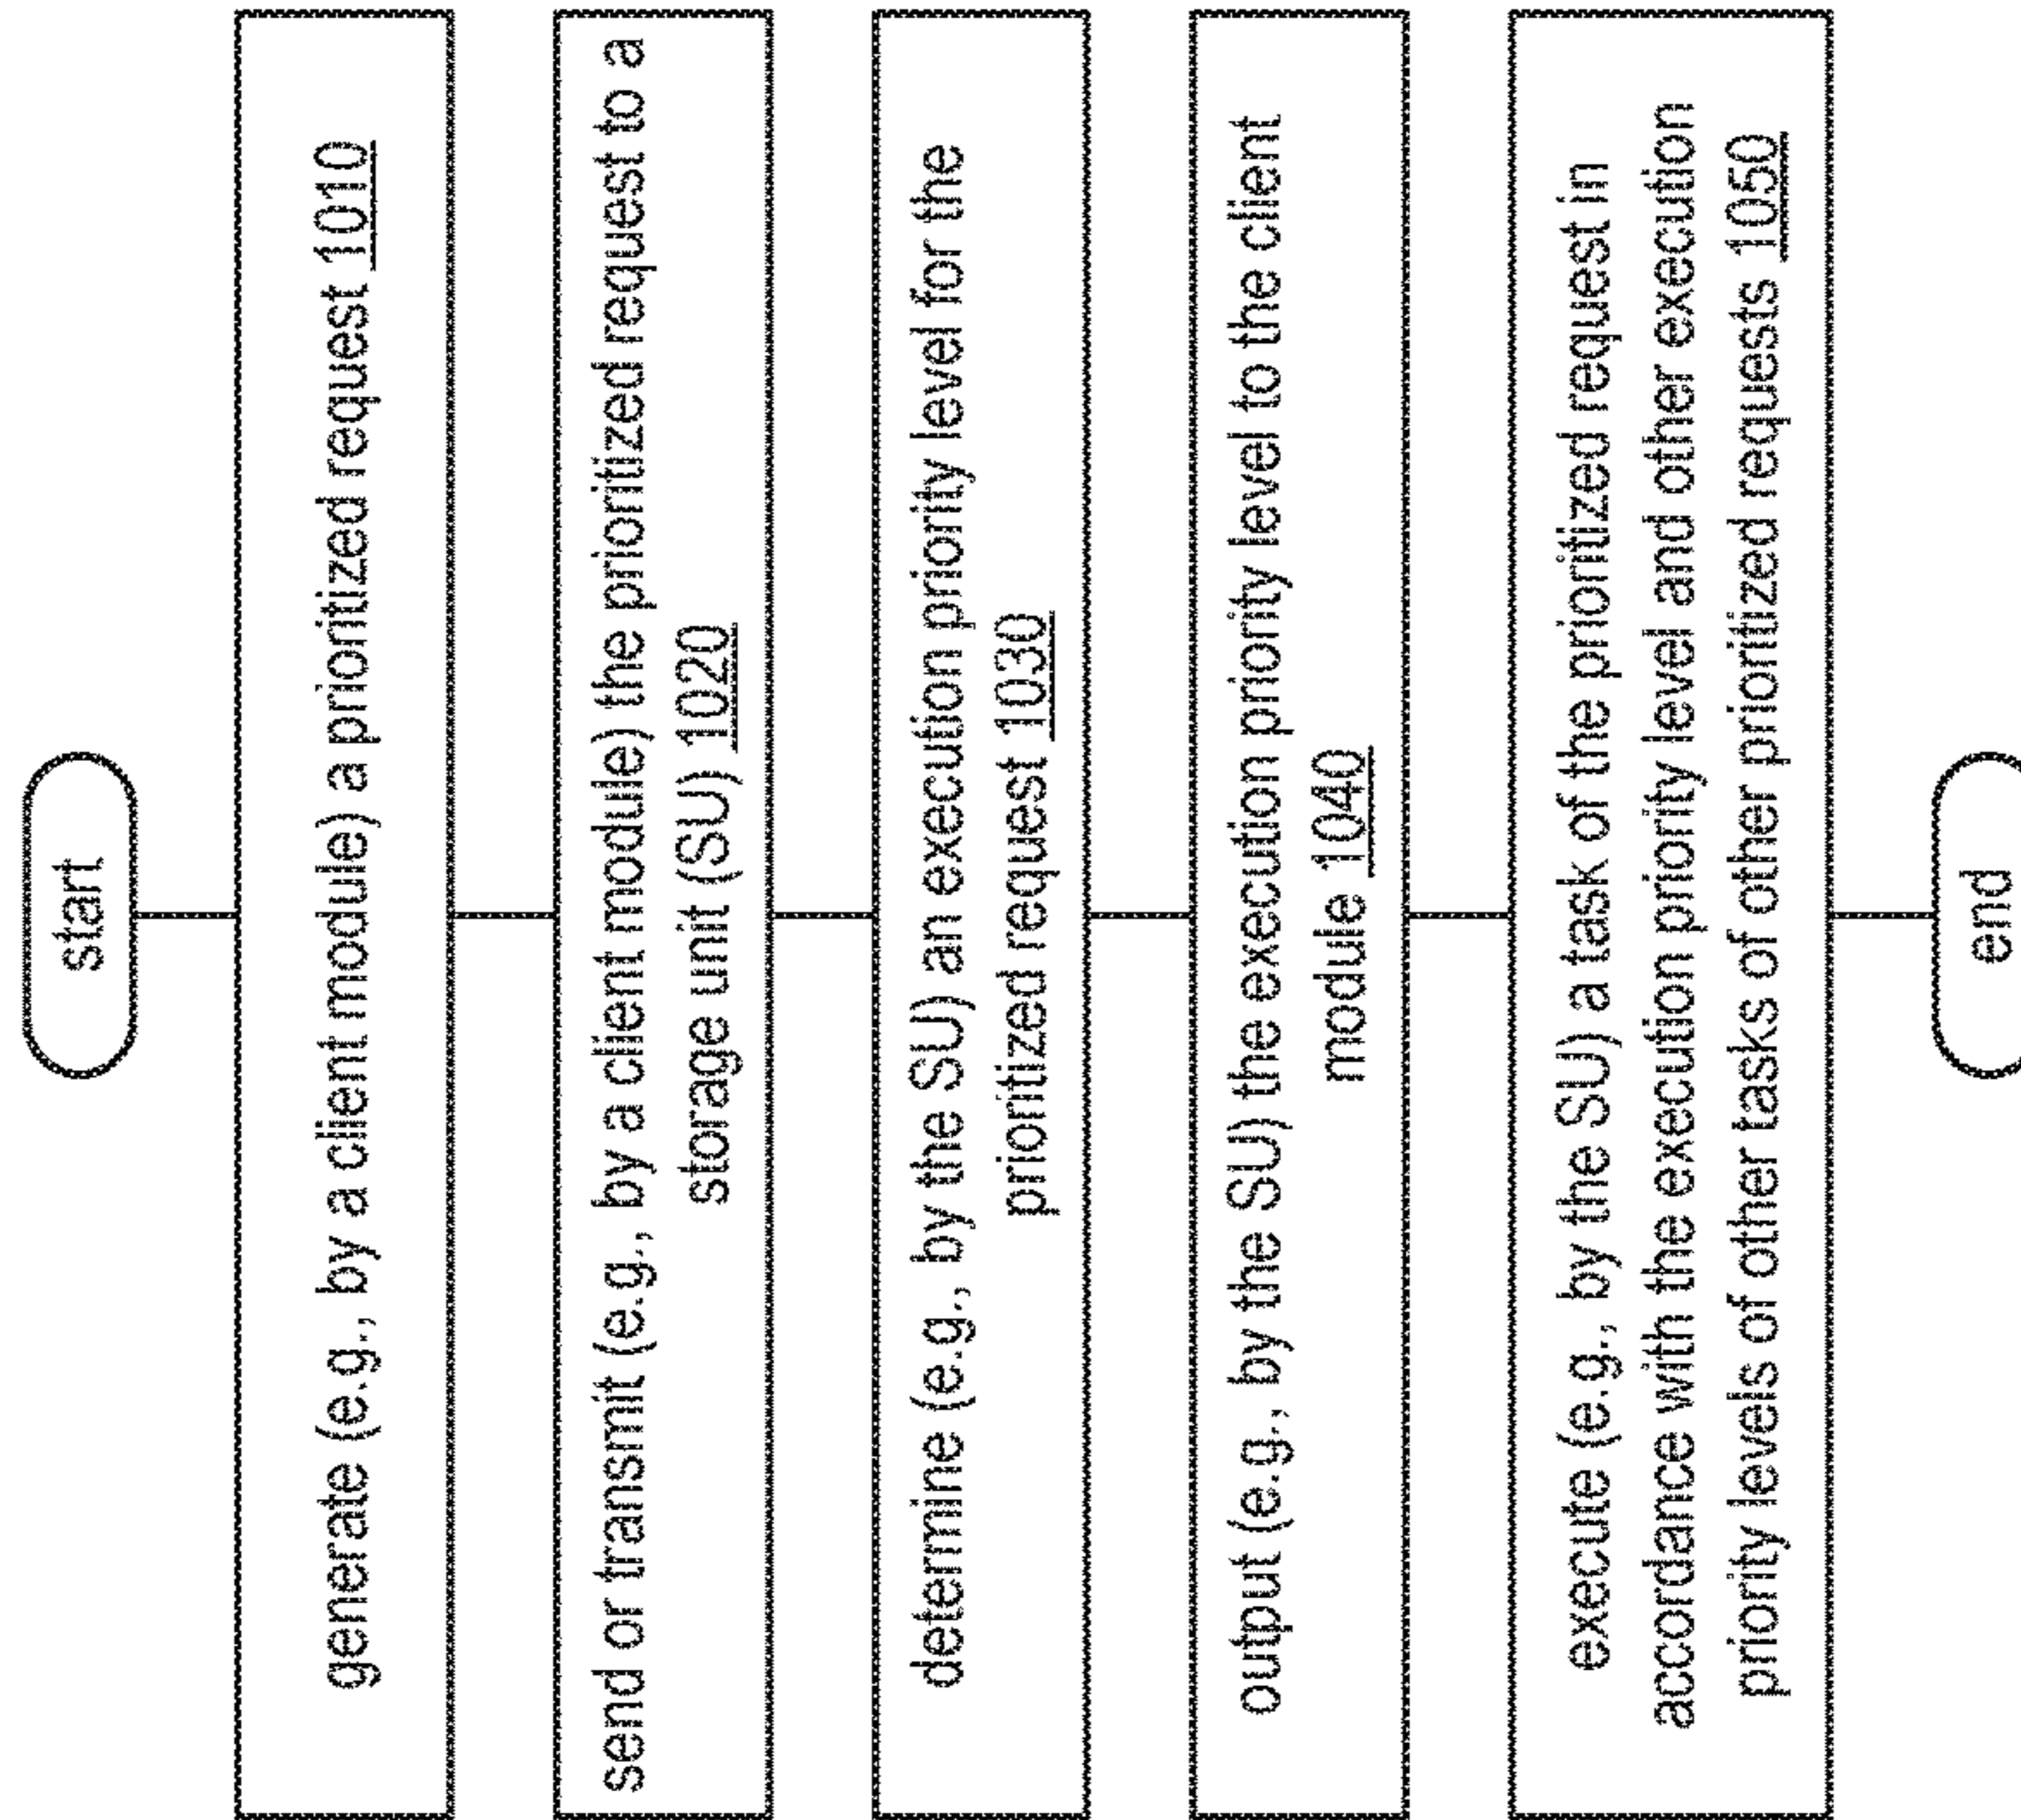 start
generate (e.g., by a client module) a prioritized request 1010
send or transmit (e.g., by a client module) the prioritized request to a
storage unit (SU) 1020
determine (e.g., by the SU) an execution priority level for the
prioritized request 1030
output (e.g., by the SU) the execution priority level to the client
module 1040
execute (e.g., by the SU) a task of the prioritized request in
accordance with the execution priority level and other execution
priority levels of other tasks of other prioritized requests 1050
end